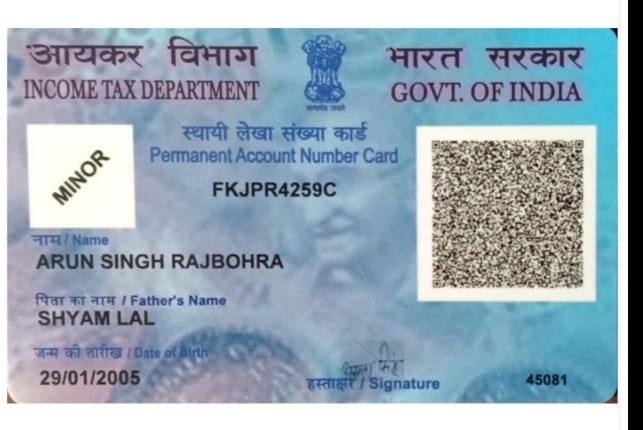 आयकर विभाग भारत सरकार
INCOME TAX DEPARTMENT GOVT. OF INDIA
सत्यमेव जयते
स्थायी लेखा संख्या कार्ड
Permanent Account Number Card
FKJPR4259C
MINOR
नाम / Name
ARUN SINGH RAJBOHRA
पिता का नाम / Father's Name
SHYAM LAL
जन्म की तारीख / Date of Birth
29/01/2005
हस्ताक्षर / Signature
45081